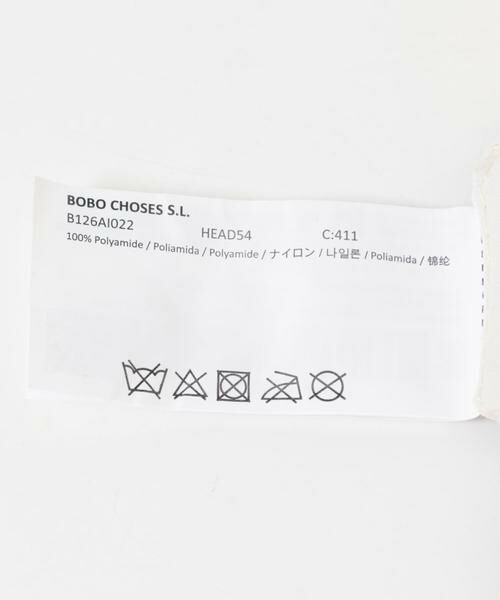 BOBO CHOSES S.L.
B126AI022
HEAD54 C:411
100% Polyamide / Poliamida / Polyamide / ナイロン / 나일론 / Poliamida / 锦纶